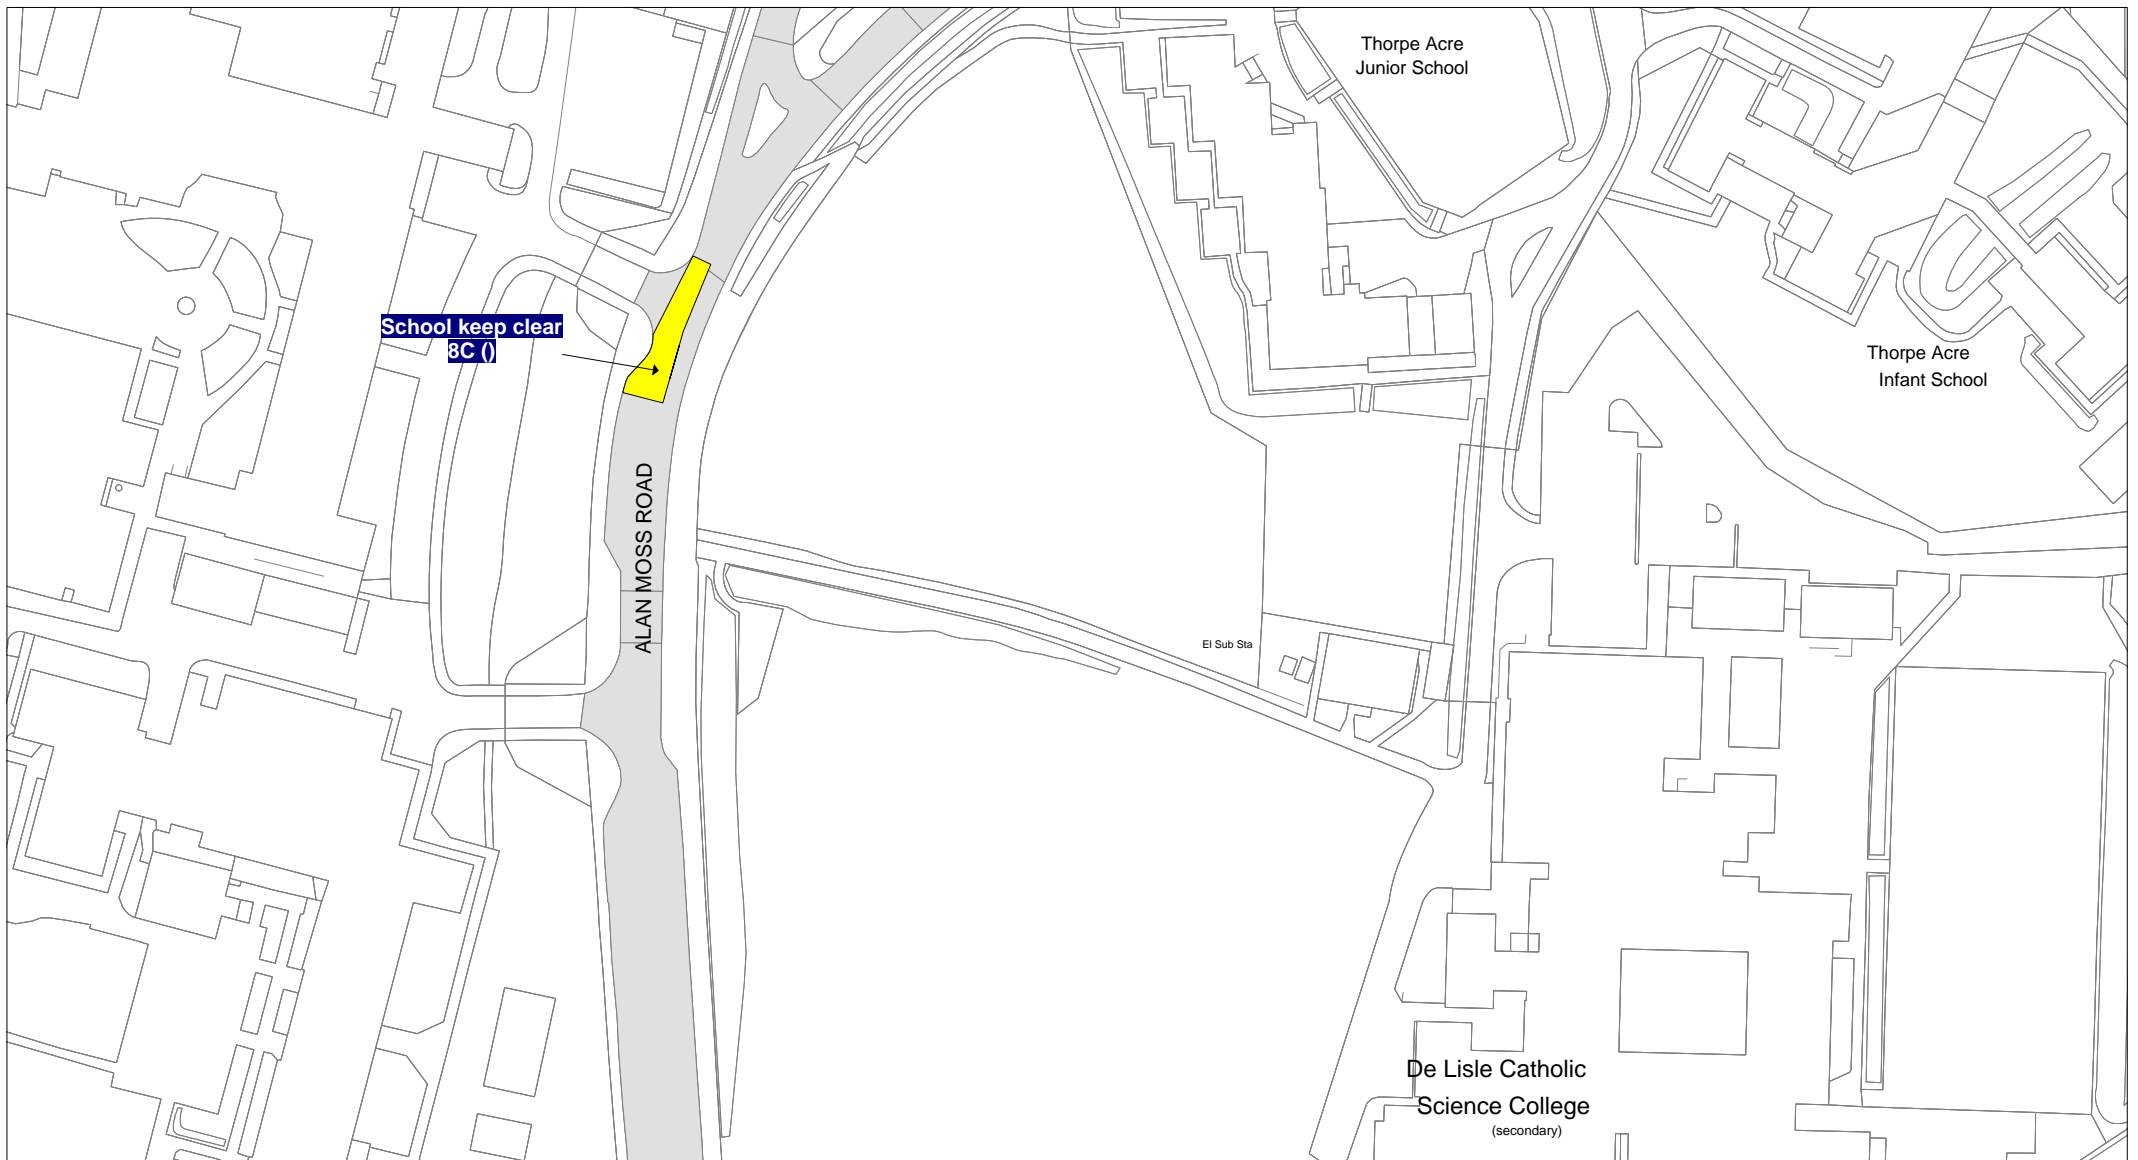 Thorpe Acre
Junior School
School keep clear
8C ()
Thorpe Acre
Infant School
ALAN MOSS ROAD
El Sub Sta
De Lisle Catholic
Science College
(secondary)